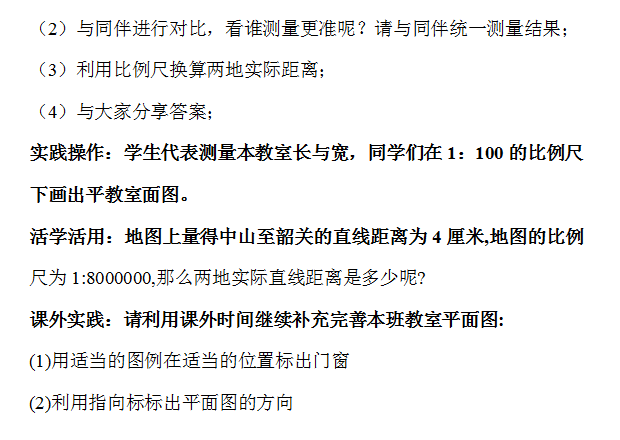 （2）与同伴进行对比，看谁测量更准呢？请与同伴统一测量结果；
（3）利用比例尺换算两地实际距离；
（4）与大家分享答案；
实践操作：学生代表测量本教室长与宽，同学们在 1：100 的比例尺
下画出平教室面图。
活学活用：地图上量得中山至韶关的直线距离为 4 厘米,地图的比例
尺为 1:8000000,那么两地实际直线距离是多少呢?
课外实践：请利用课外时间继续补充完善本班教室平面图:
(1)用适当的图例在适当的位置标出门窗
(2)利用指向标标出平面图的方向